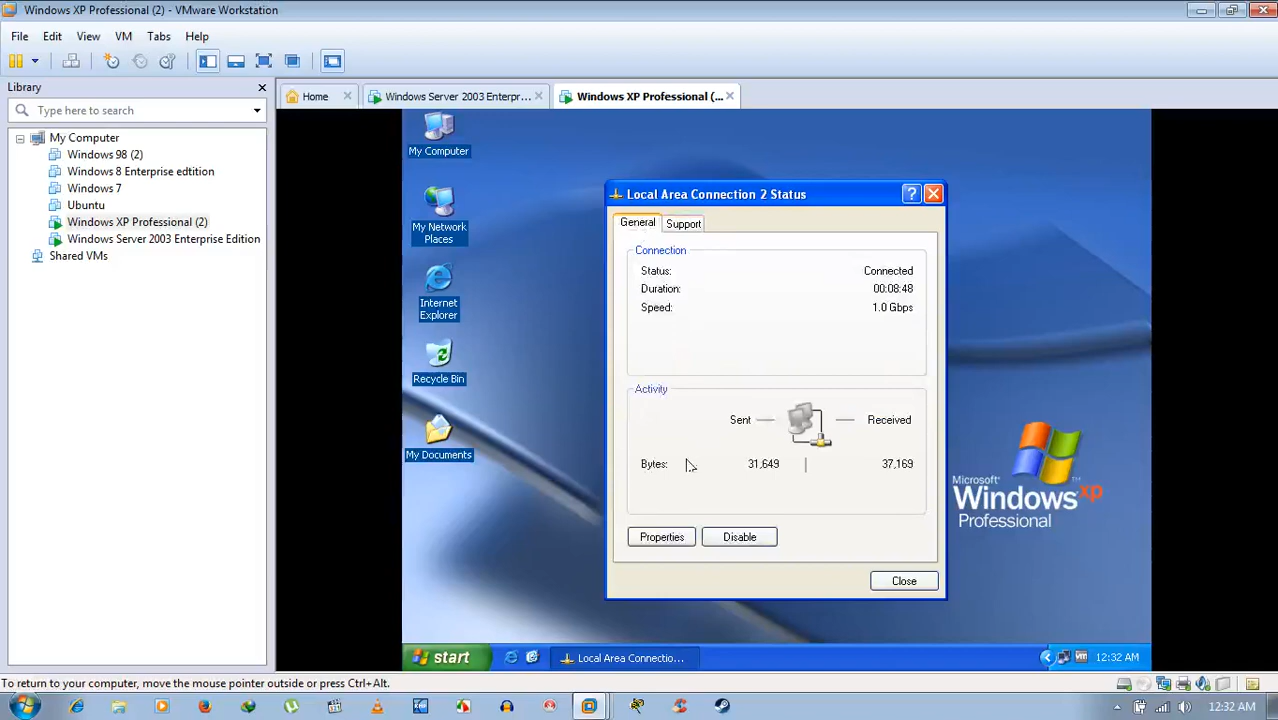 Windows XP Professional (2) - VMware Workstation
File Edit View VM Tabs Help
Library
Type here to search
My Computer
Windows 98 (2)
Windows 8 Enterprise edtition
Windows 7
Ubuntu
Windows XP Professional (2)
Windows Server 2003 Enterprise Edition
Shared VMs
Home
Windows Server 2003 Enterpr...
Windows XP Professional (...
My Computer
My Network
Places
Internet
Explorer
Recycle Bin
My Documents
Local Area Connection 2 Status
General
Support
Connection
Status: Connected
Duration: 00:08:48
Speed: 1.0 Gbps
Activity
Sent Received
Bytes: 31,649 37,169
Properties
Disable
Close
Microsoft
Windows xp
Professional
start
Local Area Connectio...
12:32 AM
To return to your computer, move the mouse pointer outside or press Ctrl+Alt.
12:32 AM